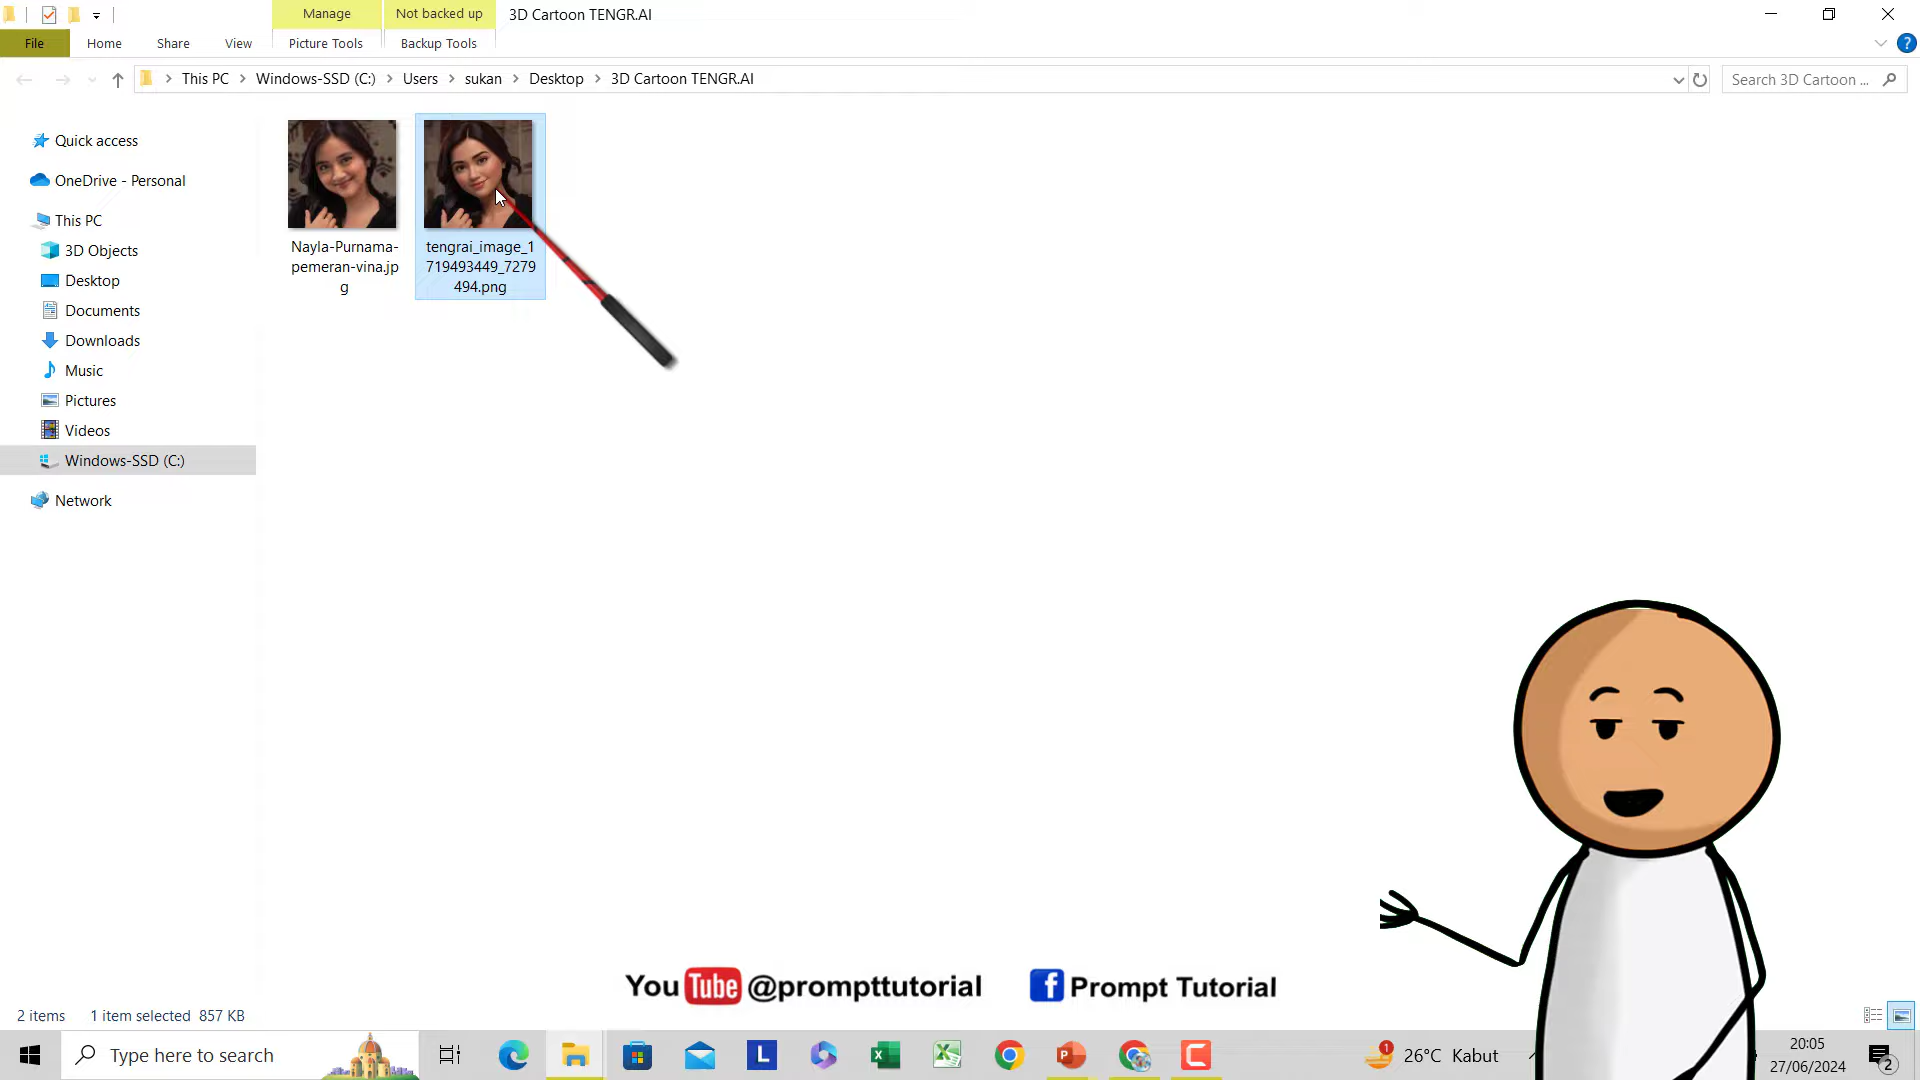 Manage
Not backed up
3D Cartoon TENGR.AI
File
Home
Share
View
Picture Tools
Backup Tools
This PC
Windows-SSD (C:)
Users
sukan
Desktop
3D Cartoon TENGR.AI
Search 3D Cartoon ...
Quick access
OneDrive - Personal
This PC
3D Objects
Desktop
Documents
Downloads
Music
Pictures
Videos
Windows-SSD (C:)
Network
Nayla-Purnama-
pemeran-vina.jp
g
tengrai_image_1
719493449_7279
494.png
YouTube @prompttutorial
f Prompt Tutorial
2 items
1 item selected 857 KB
Type here to search
L
1
26°C Kabut
20:05
27/06/2024
2